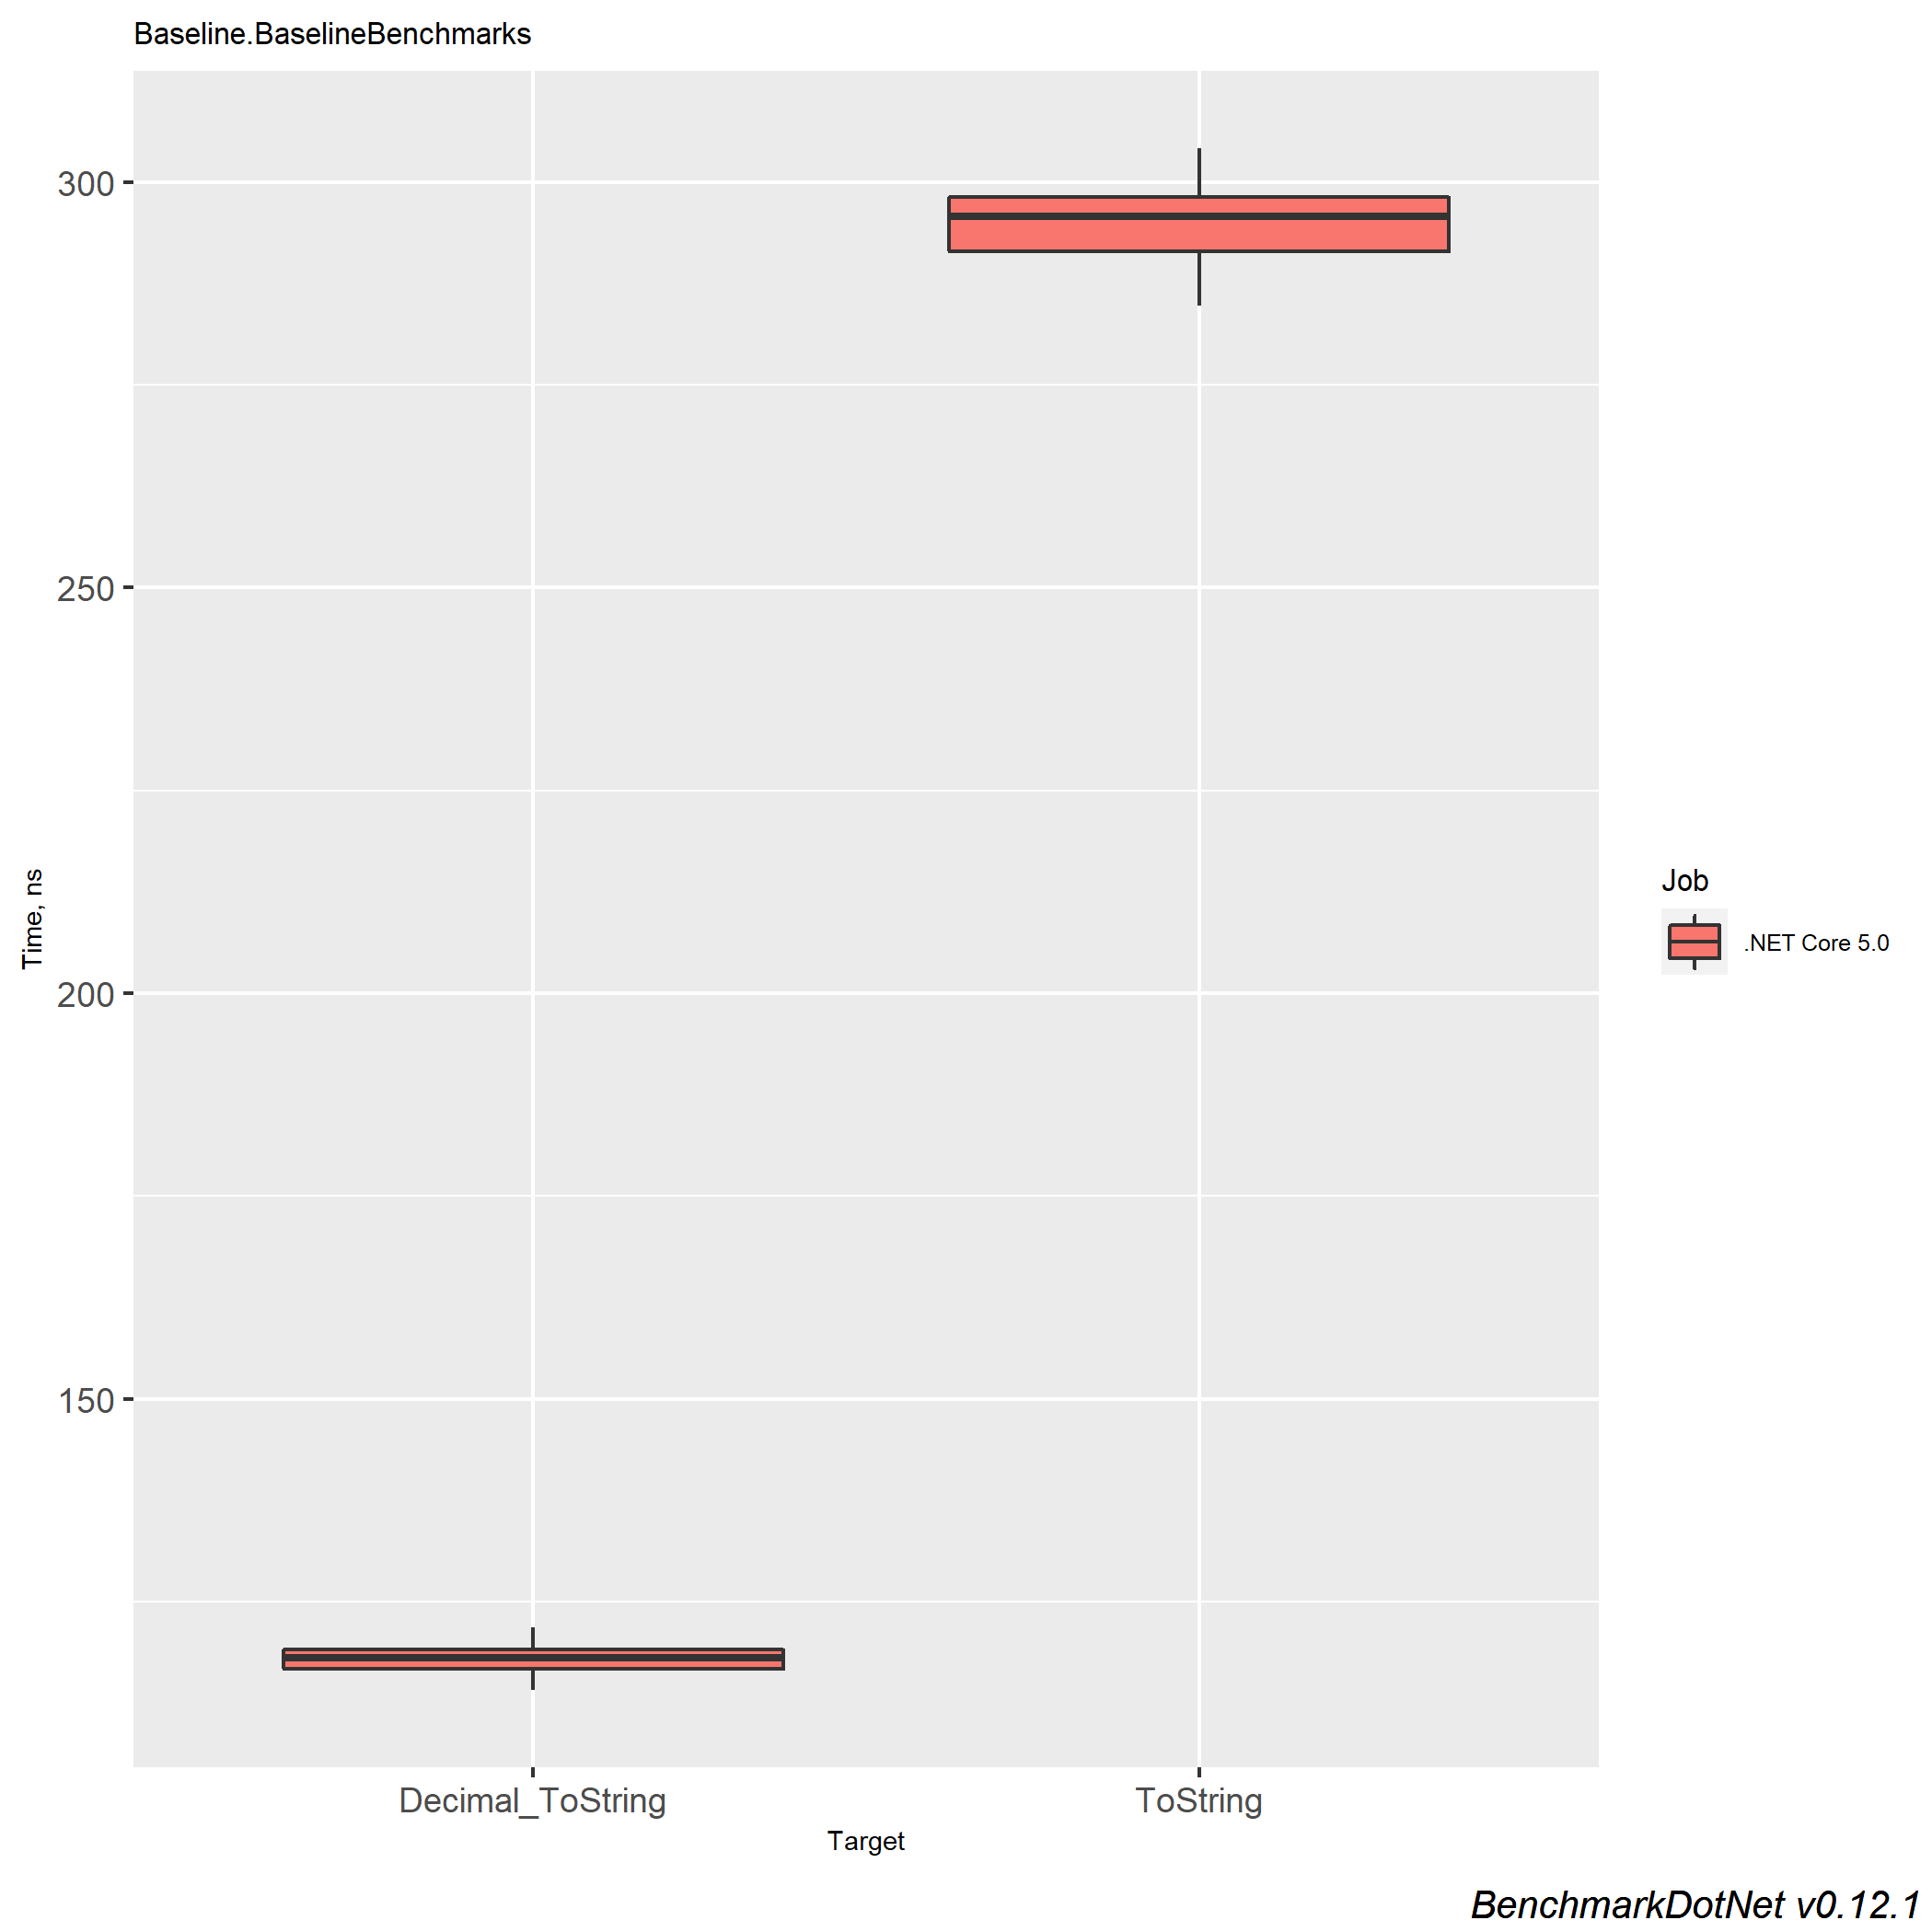 Baseline.BaselineBenchmarks
300
250
200
150
Time, ns
Decimal_ToString
ToString
Target
Job
.NET Core 5.0
BenchmarkDotNet v0.12.1